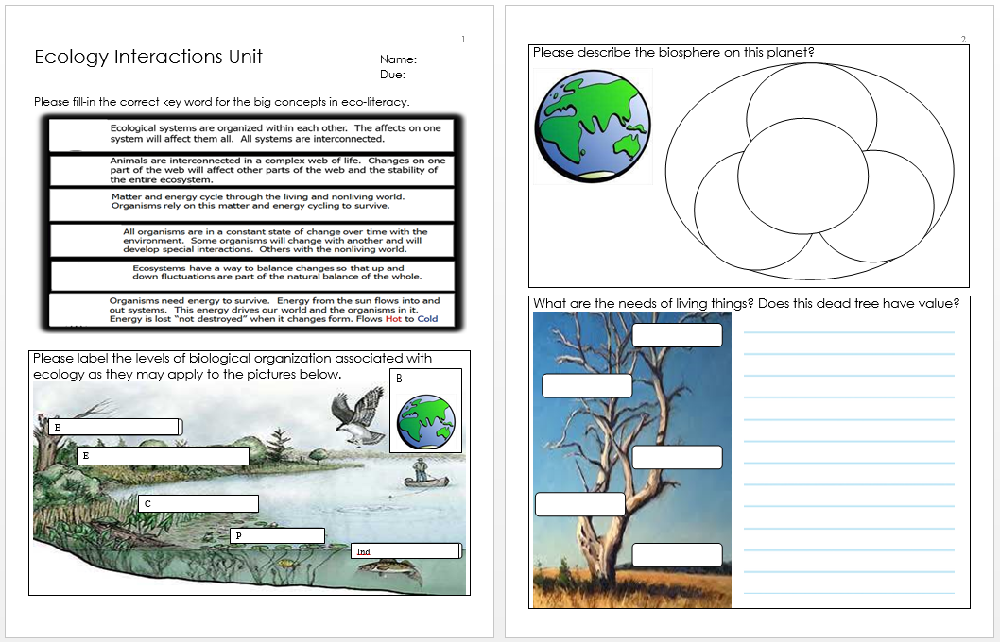 1
Ecology Interactions Unit
Name:
Due:
Please fill-in the correct key word for the big concepts in eco-literacy.
Ecological systems are organized within each other. The affects on one
system will affect them all. All systems are interconnected.
Animals are interconnected in a complex web of life. Changes on one
part of the web will affect other parts of the web and the stability of
the entire ecosystem.
Matter and energy cycle through the living and nonliving world.
Organisms rely on this matter and energy cycling to survive.
All organisms are in a constant state of change over time with the
environment. Some organisms will change with another and will
develop special interactions. Others with the nonliving world.
Ecosystems have a way to balance changes so that up and
down fluctuations are part of the natural balance of the whole.
Organisms need energy to survive. Energy from the sun flows into and
out systems. This energy drives our world and the organisms in it.
Energy is lost "not destroyed" when it changes form. Flows Hot to Cold
Please label the levels of biological organization associated with
ecology as they may apply to the pictures below.
B
B
E
C
P
Ind
2
Please describe the biosphere on this planet?
What are the needs of living things? Does this dead tree have value?